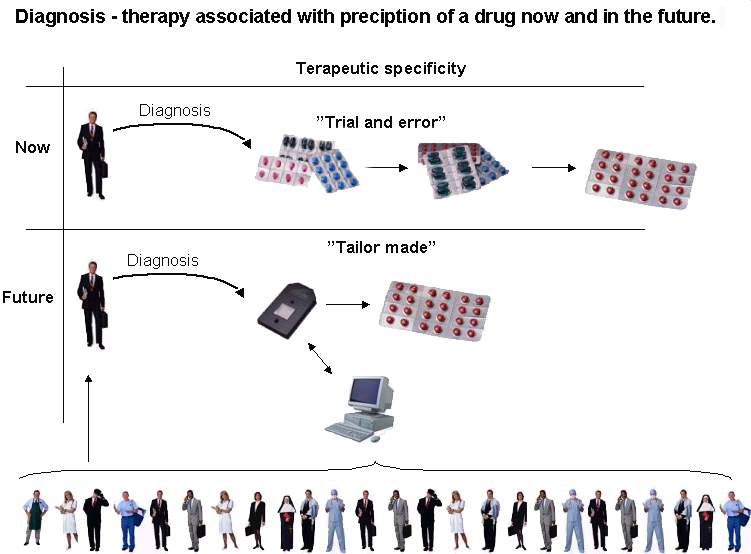 Diagnosis - therapy associated with preciption of a drug now and in the future.
Terapeutic specificity
Now
Diagnosis
”Trial and error”
Future
Diagnosis
”Tailor made”